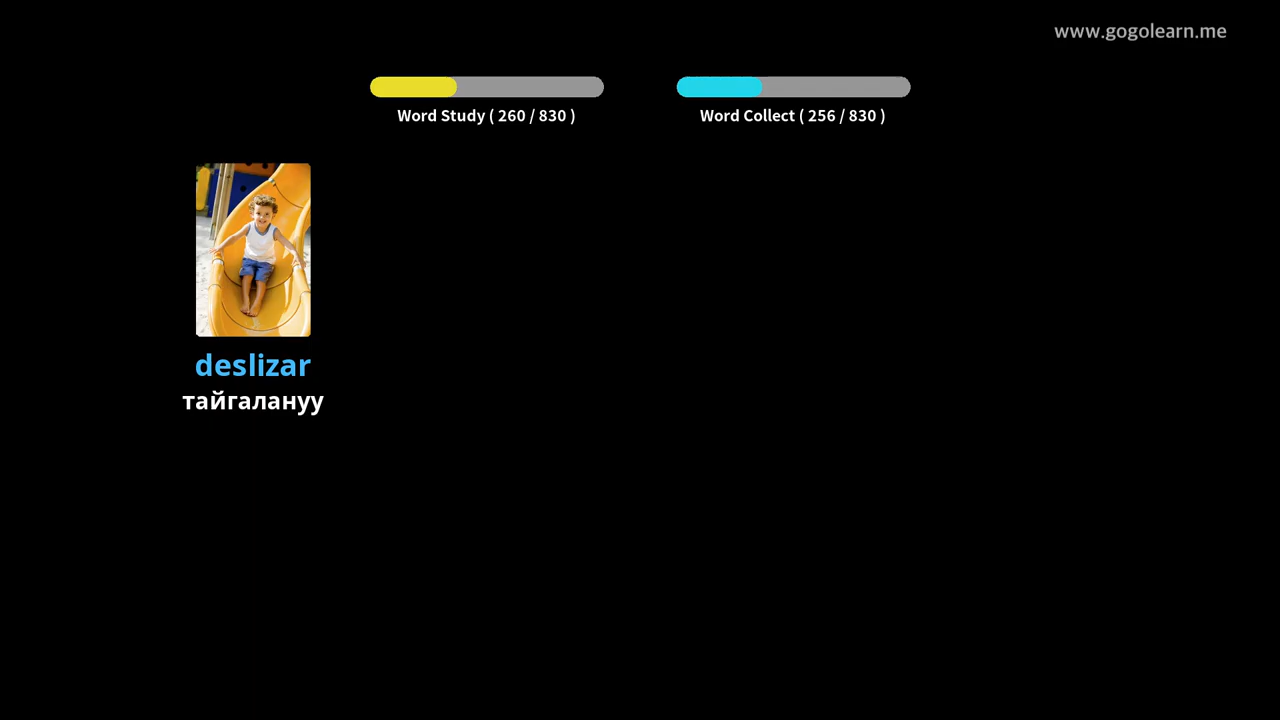 www.gogolearn.me
Word Study ( 260 / 830 )
Word Collect ( 256 / 830 )
deslizar
тайгалануу